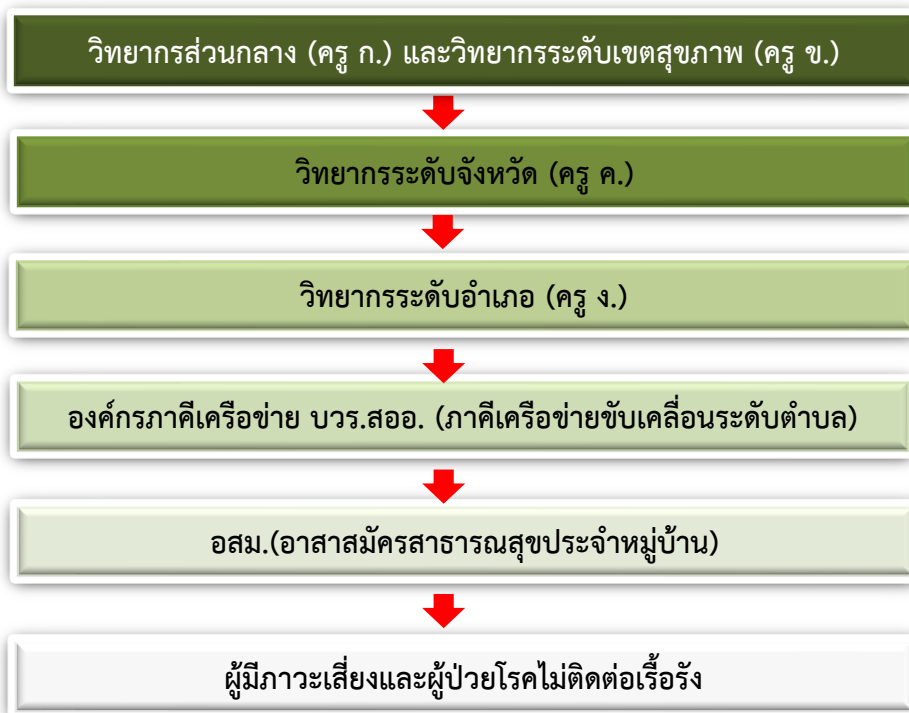 วิทยากรส่วนกลาง (ครู ก.) และวิทยากรระดับเขตสุขภาพ (ครู ข.)
วิทยากรระดับจังหวัด (ครู ค.)
วิทยากรระดับอำเภอ (ครู ง.)
องค์กรภาคีเครือข่าย บวร.สออ. (ภาคีเครือข่ายขับเคลื่อนระดับตำบล)
อสม.(อาสาสมัครสาธารณสุขประจำหมู่บ้าน)
ผู้มีภาวะเสี่ยงและผู้ป่วยโรคไม่ติดต่อเรื้อรัง